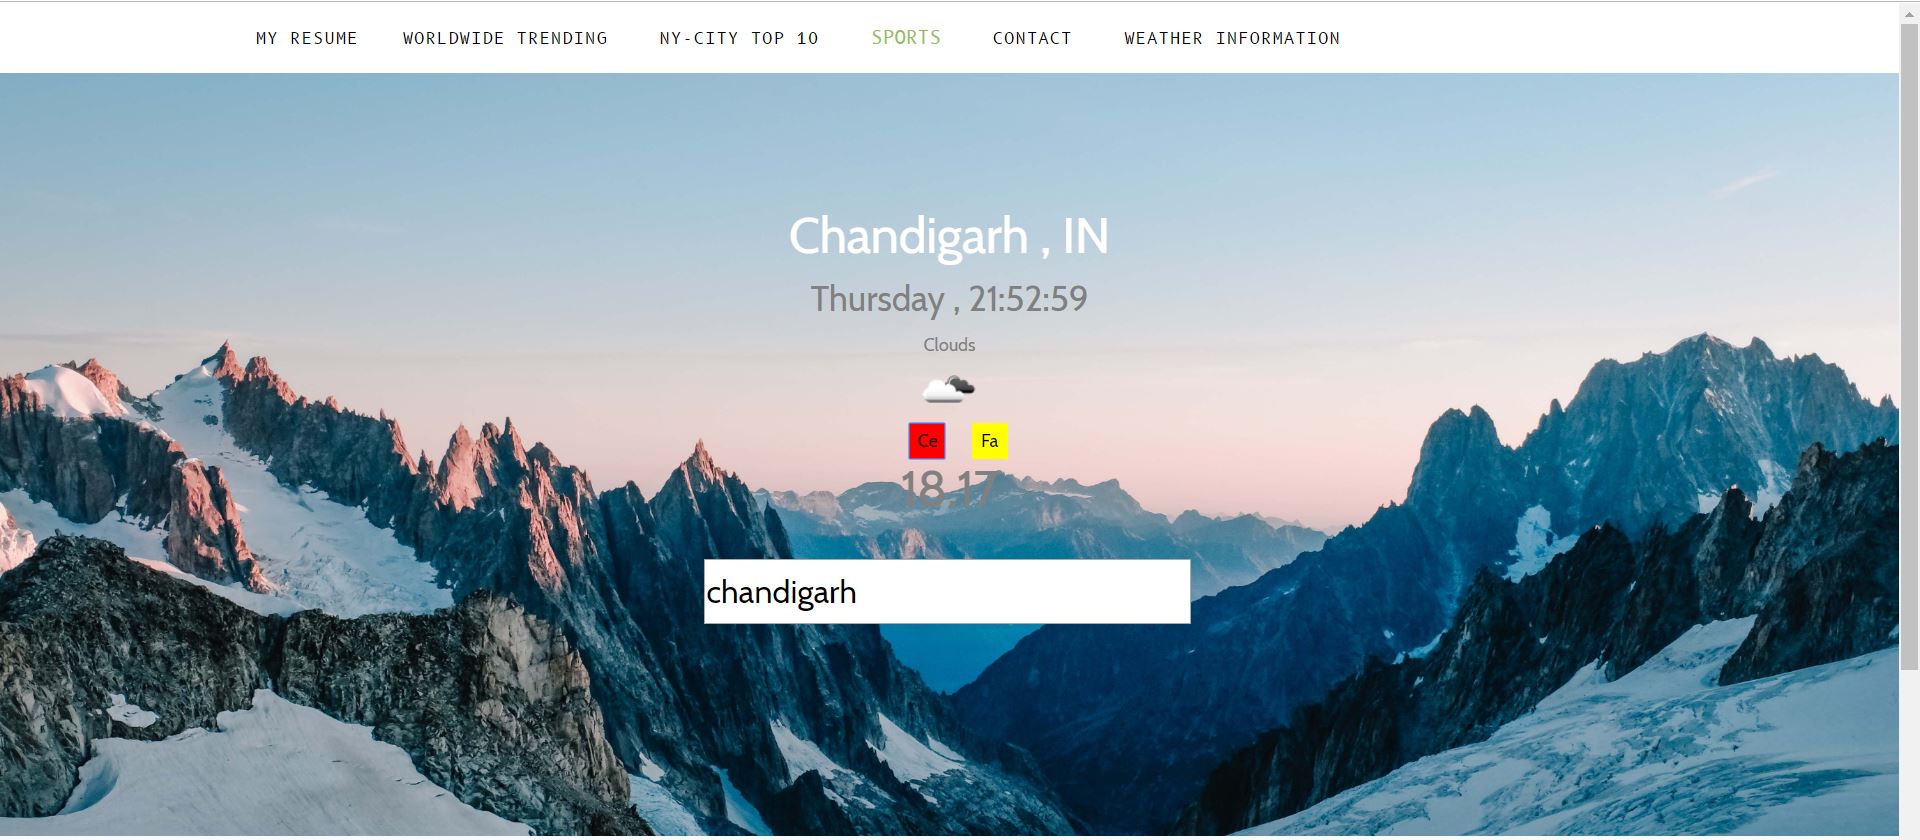 MY RESUME WORLDWIDE TRENDING NY-CITY TOP 10 SPORTS CONTACT WEATHER INFORMATION
Chandigarh , IN
Thursday , 21:52:59
Clouds
Ce Fa
18.17
chandigarh